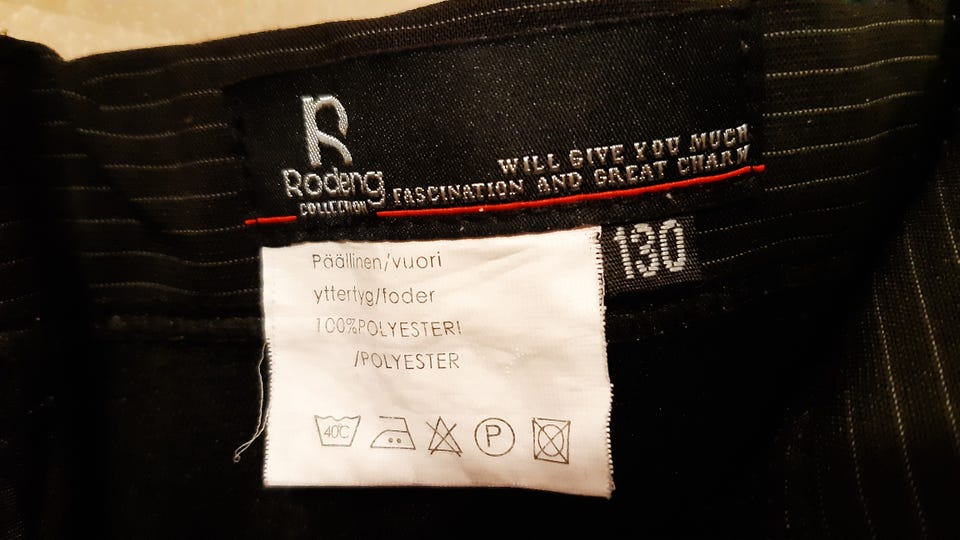 R
Rodeng
COLLECTION
WILL GIVE YOU MUCH
FASCINATION AND GREAT CHARM
130
Päällinen/vuori
yttertyg/foder
100%POLYESTERI
/POLYESTER
40°C
P